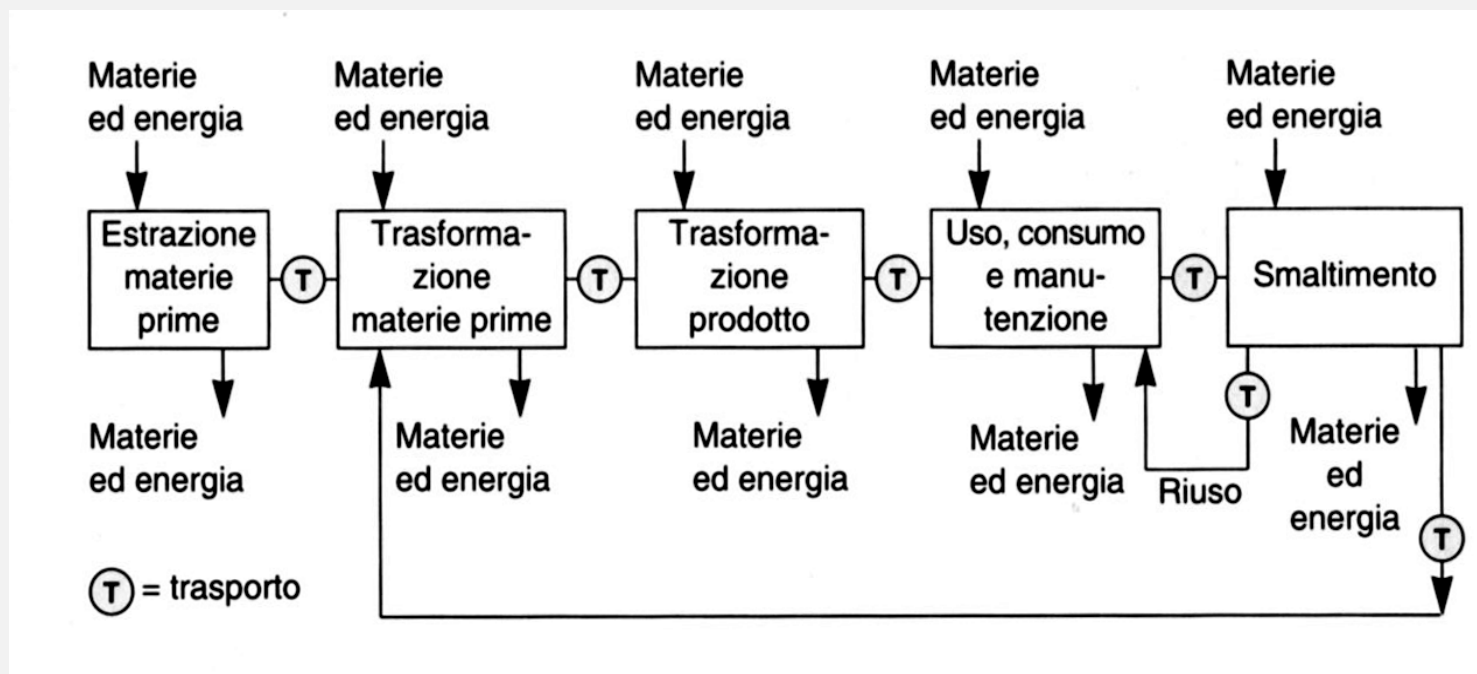 Materie
ed energia
Materie
ed energia
Materie
ed energia
Materie
ed energia
Materie
ed energia
Estrazione
materie
prime
T
Trasforma-
zione
materie prime
T
Trasforma-
zione
prodotto
T
Uso, consumo
e manu-
tenzione
T
Smaltimento
Materie
ed energia
Materie
ed energia
Materie
ed energia
Materie
ed energia
T
Riuso
Materie
ed
energia
T
T = trasporto